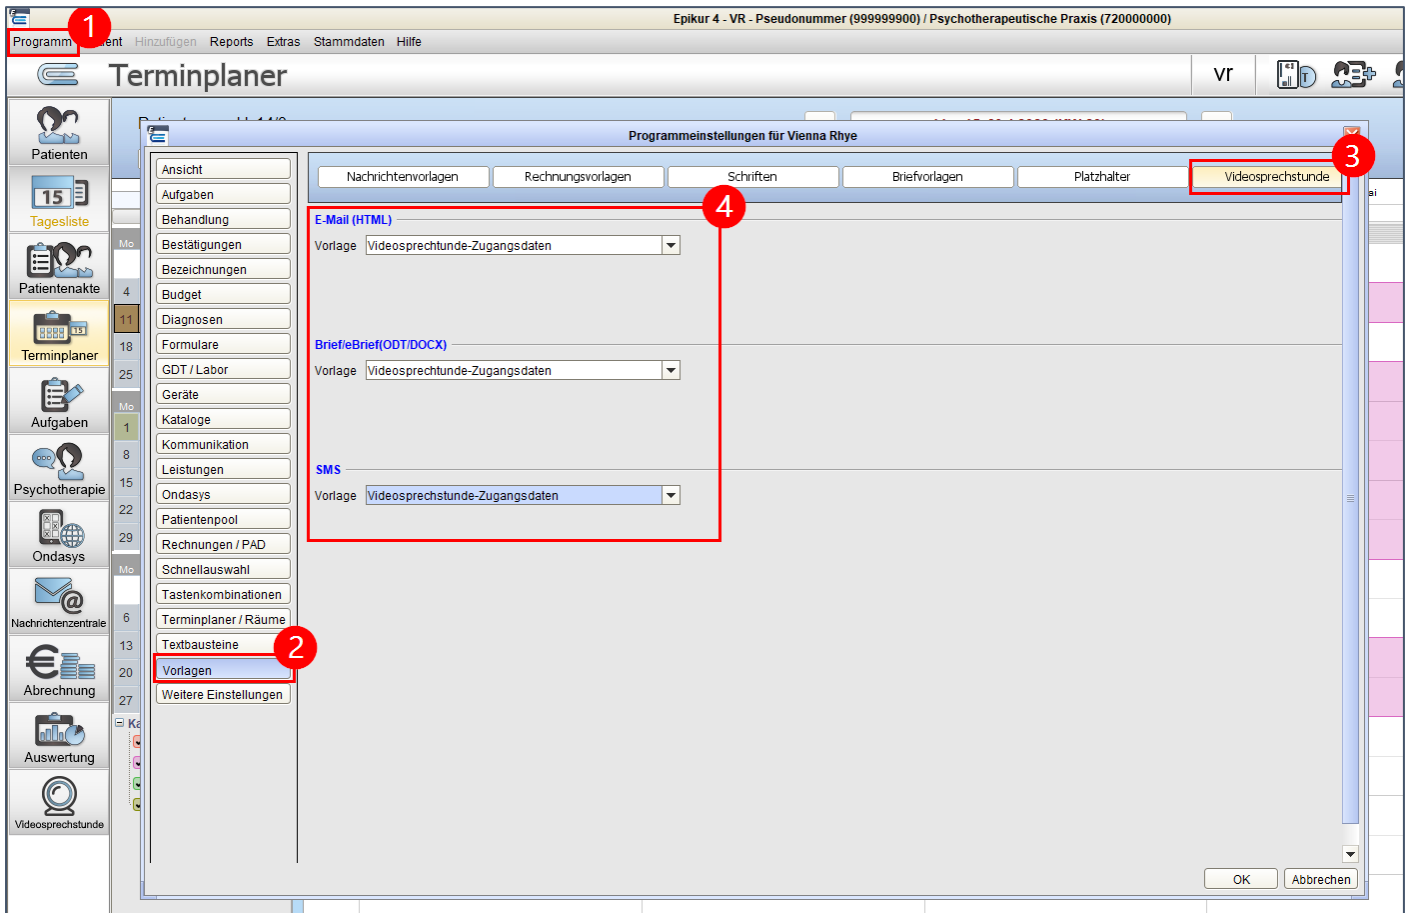 Epikur 4 - VR - Pseudonummer (999999900) / Psychotherapeutische Praxis (720000000)
1
Programm ent Hinzufügen Reports Extras Stammdaten Hilfe
Terminplaner
vr
T
Patienten
15
Tagesliste
Patientenakte
15
Terminplaner
Aufgaben
Psychotherapie
Ondasys
Nachrichtenzentrale
Abrechnung
Auswertung
Videosprechstunde
Mo
4
11
18
25
Mo
1
8
15
22
29
Mo
6
13
20
27
Ka
Programmeinstellungen für Vienna Rhye
3
Ansicht
Aufgaben
Behandlung
Bestätigungen
Bezeichnungen
Budget
Diagnosen
Formulare
GDT / Labor
Geräte
Kataloge
Kommunikation
Leistungen
Ondasys
Patientenpool
Rechnungen / PAD
Schnellauswahl
Tastenkombinationen
Terminplaner / Räume
Textbausteine
2
Vorlagen
Weitere Einstellungen
Nachrichtenvorlagen Rechnungsvorlagen Schriften Briefvorlagen Platzhalter Videosprechstunde
ai
4
E-Mail (HTML)
Vorlage Videosprechtunde-Zugangsdaten
Brief/eBrief(ODT/DOCX)
Vorlage Videosprechtunde-Zugangsdaten
SMS
Vorlage Videosprechstunde-Zugangsdaten
OK Abbrechen